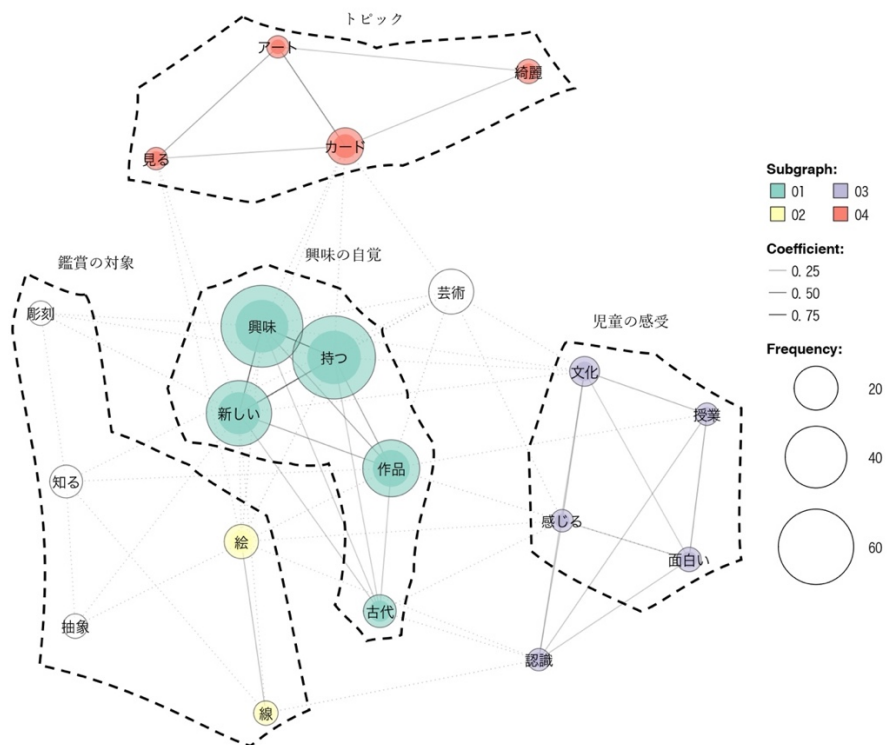 トピック
アート
綺麗
見る
カード
鑑賞の対象
興味の自覚
児童の感受
彫刻
興味
持つ
新しい
作品
芸術
文化
授業
知る
絵
感じる
面白い
抽象
古代
認識
線
Subgraph:
01
03
02
04
Coefficient:
0.25
0.50
0.75
Frequency:
20
40
60